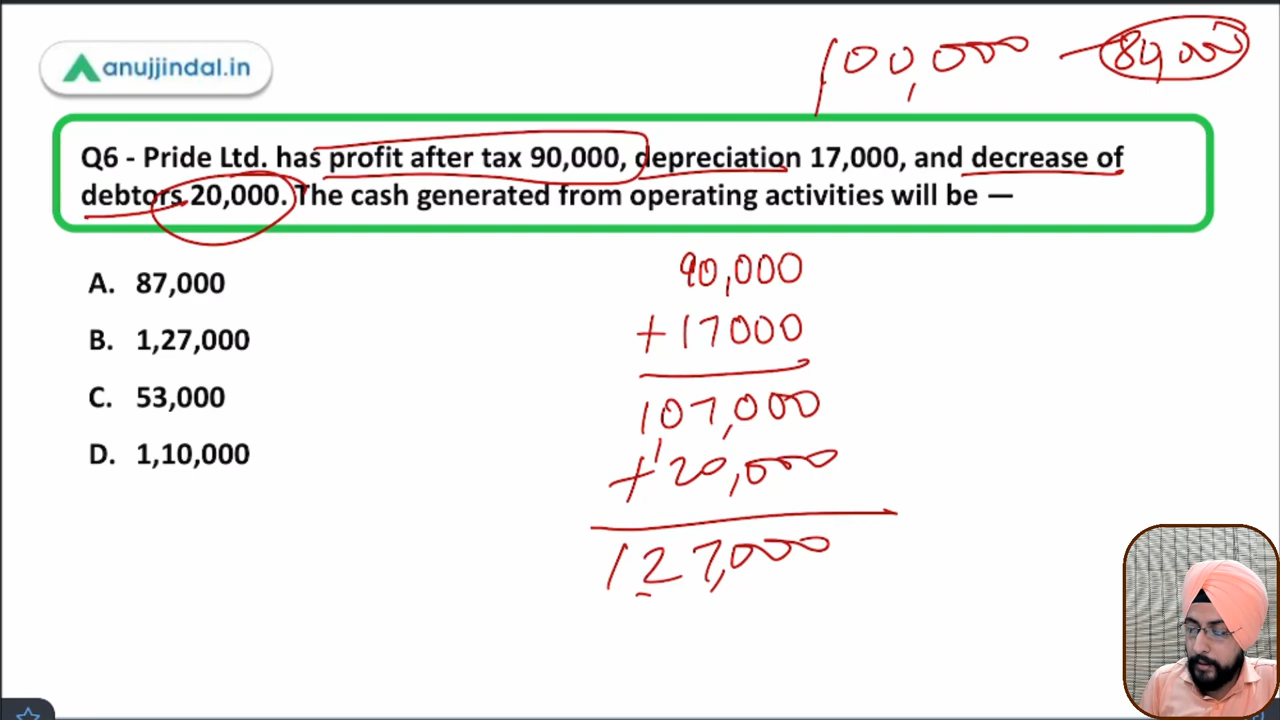 100,000 - 80,000
anujjindal.in
Q6 - Pride Ltd. has profit after tax 90,000, depreciation 17,000, and decrease of
debtors 20,000. The cash generated from operating activities will be —
A. 87,000
B. 1,27,000
C. 53,000
D. 1,10,000
90,000
+ 17000
107,000
+ 20,000
127,000